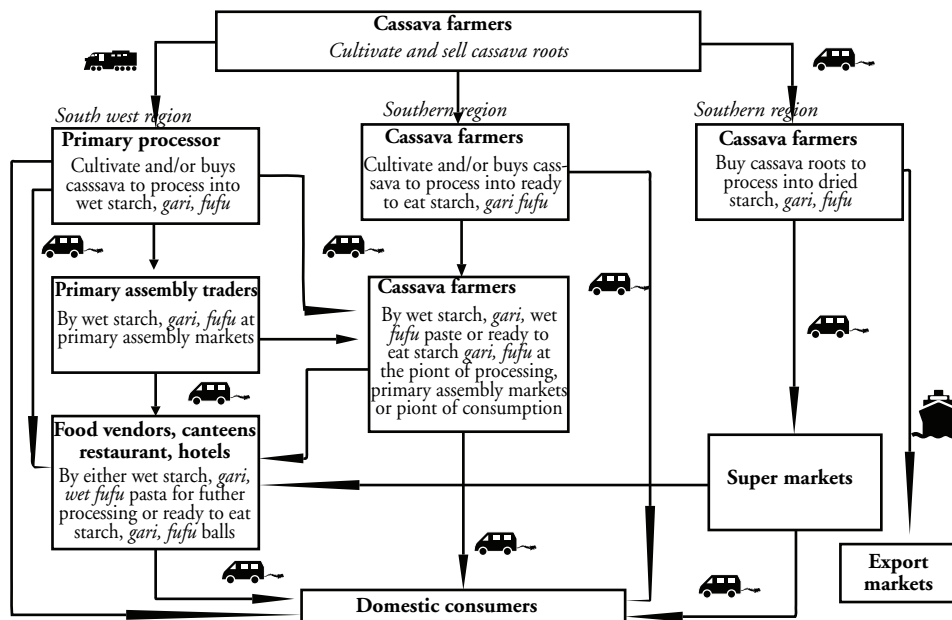 Cassava farmers
Cultivate and sell cassava roots
South west region
Primary processor
Cultivate and/or buys
casssava to process into
wet starch, gari, fufu
Southern region
Cassava farmers
Cultivate and/or buys cas-
sava to process into ready
to eat starch, gari fufu
Southern region
Cassava farmers
Buy cassava roots to
process into dried
starch, gari, fufu
Primary assembly traders
By wet starch, gari, fufu at
primary assembly markets
Cassava farmers
By wet starch, gari, wet
fufu paste or ready to
eat starch gari, fufu at
the piont of processing,
primary assembly markets
or piont of consumption
Food vendors, canteens
restaurant, hotels
By either wet starch, gari,
wet fufu pasta for futher
processing or ready to eat
starch, gari, fufu balls
Super markets
Export
markets
Domestic consumers